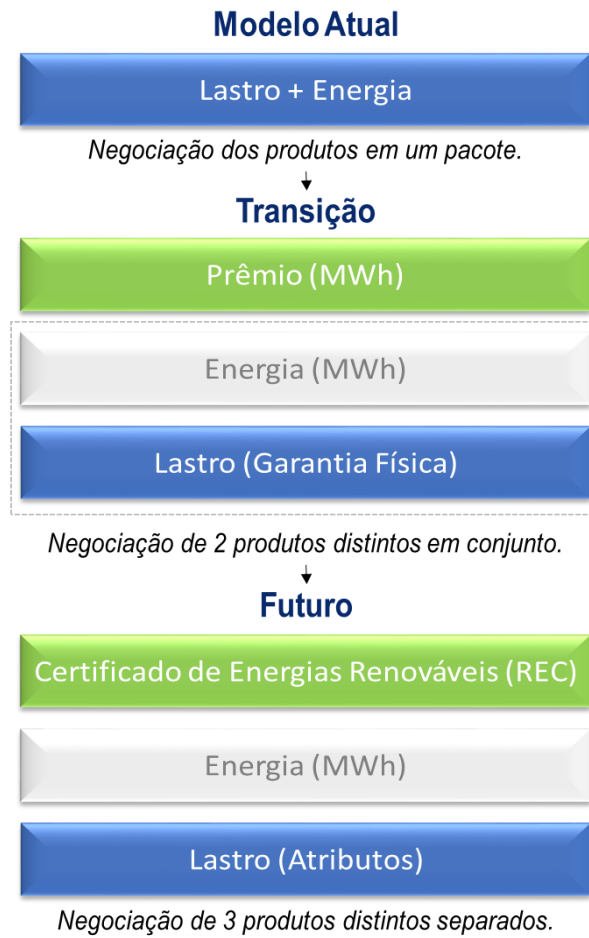 Modelo Atual
Lastro + Energia
Negociação dos produtos em um pacote.
Transição
Prêmio (MWh)
Energia (MWh)
Lastro (Garantia Física)
Negociação de 2 produtos distintos em conjunto.
Futuro
Certificado de Energias Renováveis (REC)
Energia (MWh)
Lastro (Atributos)
Negociação de 3 produtos distintos separados.